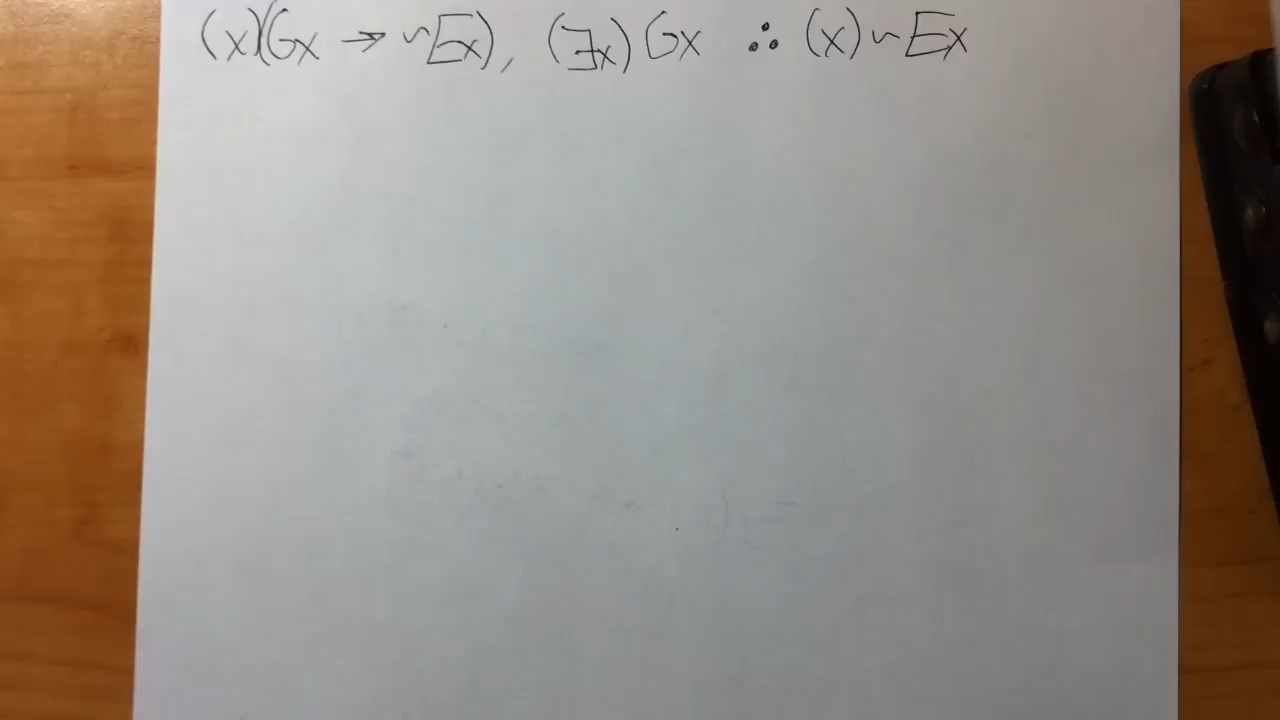 (x)(Gx → ~Ex), (∃x) Gx ∴ (x) ~Ex